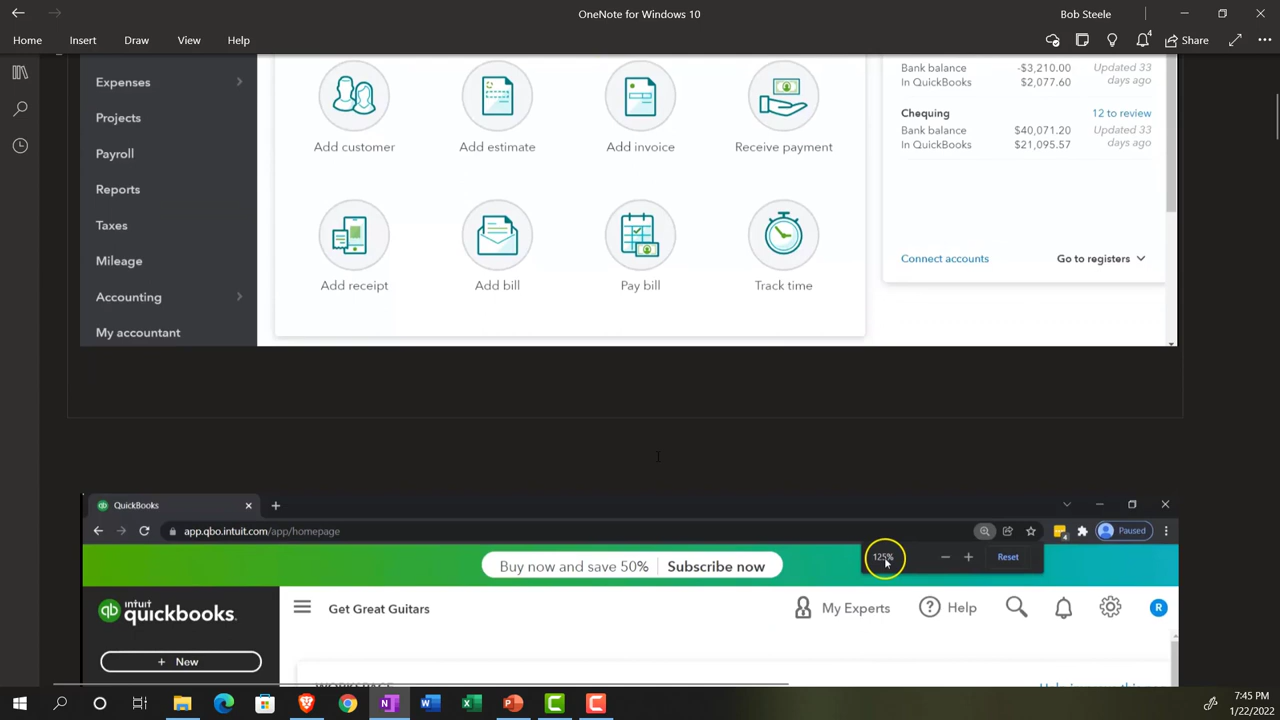 OneNote for Windows 10
Bob Steele
Home
Insert
Draw
View
Help
4
Share
Expenses
Projects
Payroll
Reports
Taxes
Mileage
Accounting
My accountant
Add customer
Add estimate
Add invoice
Receive payment
Add receipt
Add bill
Pay bill
Track time
Bank balance -$3,210.00 Updated 33
In QuickBooks $2,077.60 days ago
Chequing 12 to review
Bank balance $40,071.20 Updated 33
In QuickBooks $21,095.57 days ago
Connect accounts Go to registers
QuickBooks
app.qbo.intuit.com/app/homepage
4
Paused
Buy now and save 50% Subscribe now
125%
Reset
intuit
quickbooks.
Get Great Guitars
My Experts
Help
R
+ New
7:45 PM
1/22/2022